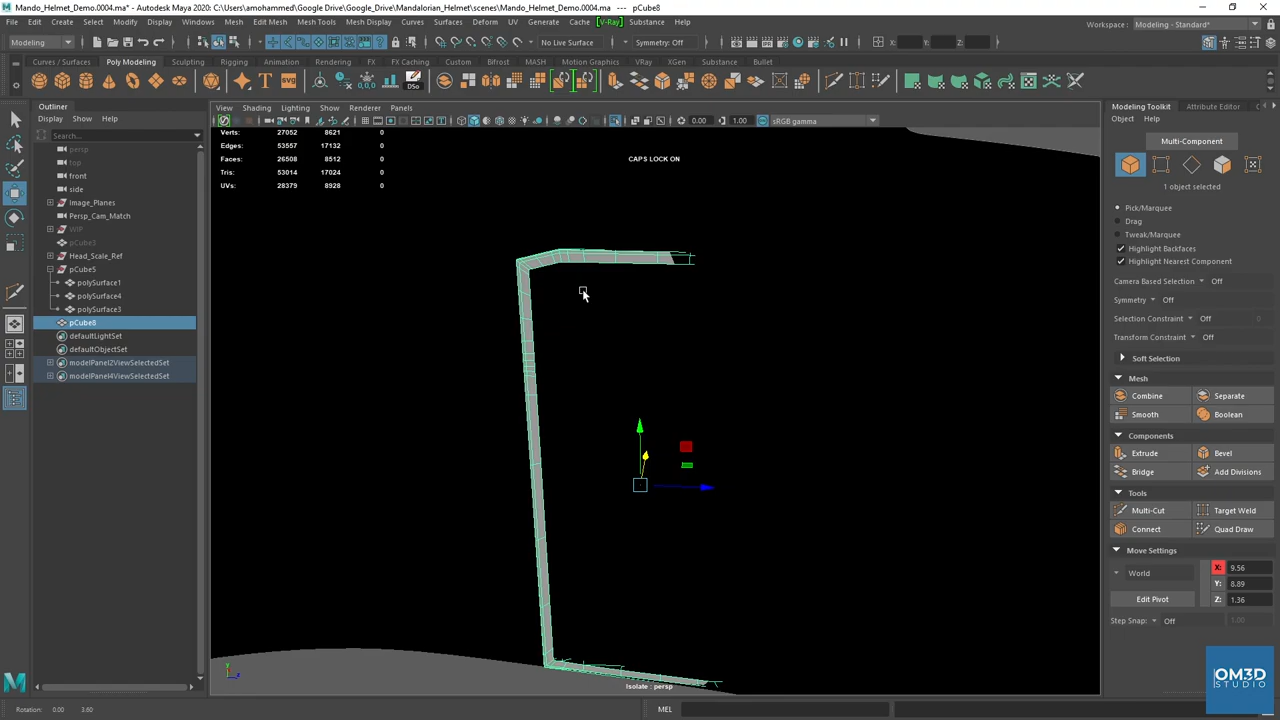 Mando_Helmet_Demo.0004.ma* - Autodesk Maya 2020: C:\Users\amohammed\Google Drive\Google_Drive\Mandalorian_Helmet\scenes\Mando_Helmet_Demo.0004.ma --- pCube8
File Edit Create Select Modify Display Windows Mesh Edit Mesh Mesh Tools Mesh Display Curves Surfaces Deform UV Generate Cache [V-Ray] Substance Help
Workspace : Modeling - Standard*
Modeling No Live Surface Symmetry: Off X: Y: Z:
Curves / Surfaces Poly Modeling Sculpting Rigging Animation Rendering FX FX Caching Custom Bifrost MASH Motion Graphics VRay XGen Substance Bullet
DSo
Outliner
Display Show Help
Search...
persp
top
front
side
Image_Planes
Persp_Cam_Match
WIP
pCube3
Head_Scale_Ref
pCube5
polySurface1
polySurface4
polySurface3
pCube8
defaultLightSet
defaultObjectSet
modelPanel2ViewSelectedSet
modelPanel4ViewSelectedSet
View Shading Lighting Show Renderer Panels
0.00 1.00 sRGB gamma
Verts: 27052 8621 0
Edges: 53557 17132 0
Faces: 26508 8512 0
Tris: 53014 17024 0
UVs: 28379 8928 0
CAPS LOCK ON
Isolate : persp
Modeling Toolkit Attribute Editor
Object Help
Multi-Component
1 object selected
Pick/Marquee
Drag
Tweak/Marquee
Highlight Backfaces
Highlight Nearest Component
Camera Based Selection Off
Symmetry Off
Selection Constraint Off 0
Transform Constraint Off
Soft Selection
Mesh
Combine Separate
Smooth Boolean
Components
Extrude Bevel
Bridge Add Divisions
Tools
Multi-Cut Target Weld
Connect Quad Draw
Move Settings
World
X: 9.56
Y: 8.89
Z: 1.36
Edit Pivot
Step Snap: Off 1.00
OM3D
STUDIO
Rotation: 0.00 3.60
MEL